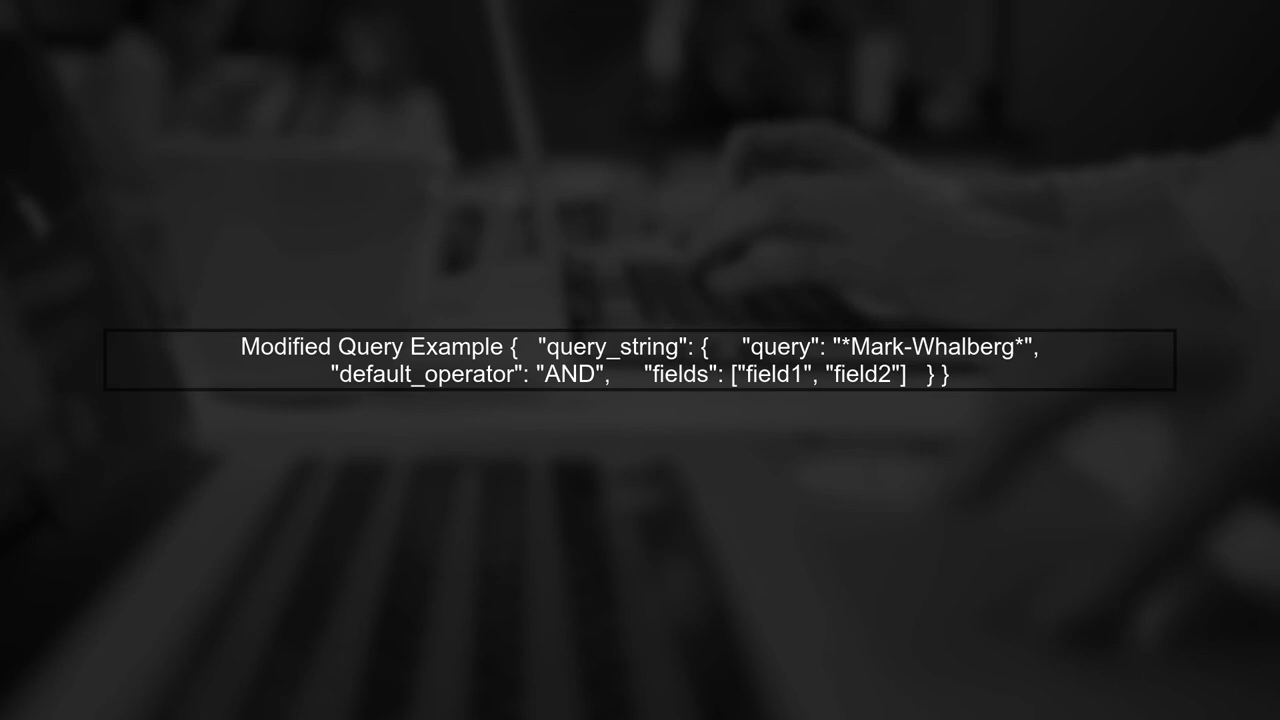 Modified Query Example {   "query_string": {     "query": "*Mark-Whalberg*",
"default_operator": "AND",     "fields": ["field1", "field2"]   } }